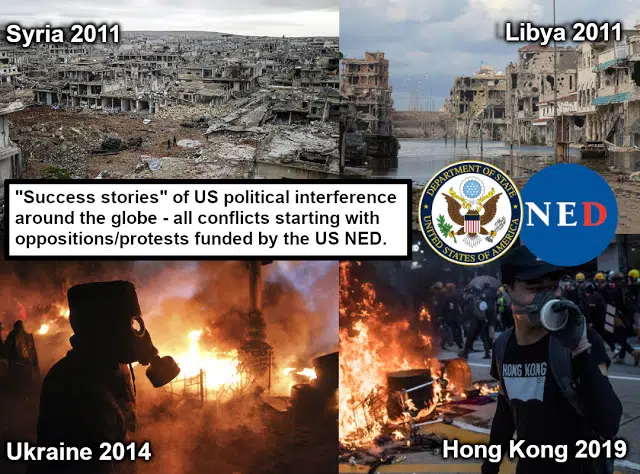 Syria 2011
Libya 2011
"Success stories" of US political interference
around the globe - all conflicts starting with
oppositions/protests funded by the US NED.
DEPARTMENT OF STATE
UNITED STATES OF AMERICA
NED
HONG KONG
Ukraine 2014
Hong Kong 2019